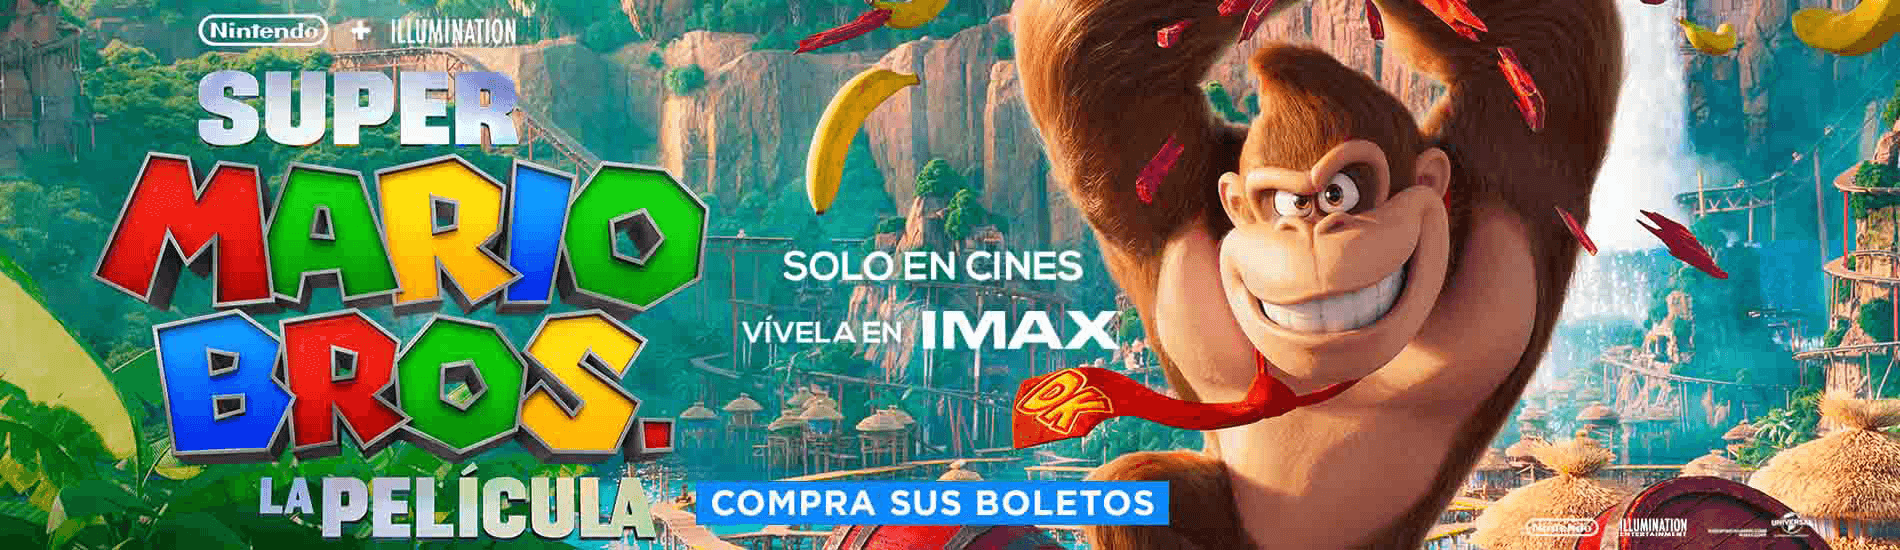 Nintendo + ILLUMINATION
SUPER
MARIO
BROS.
LA PELÍCULA
SOLO EN CINES
VÍVELA EN IMAX
DK
COMPRA SUS BOLETOS
Nintendo ILLUMINATION
ENTERTAINMENT
UNIVERSAL